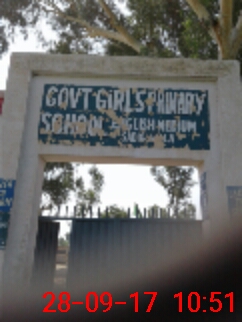 GOVT GIRLS PRIMARY
SCHOOL ENGLISH MEDIUM
28-09-17 10:51